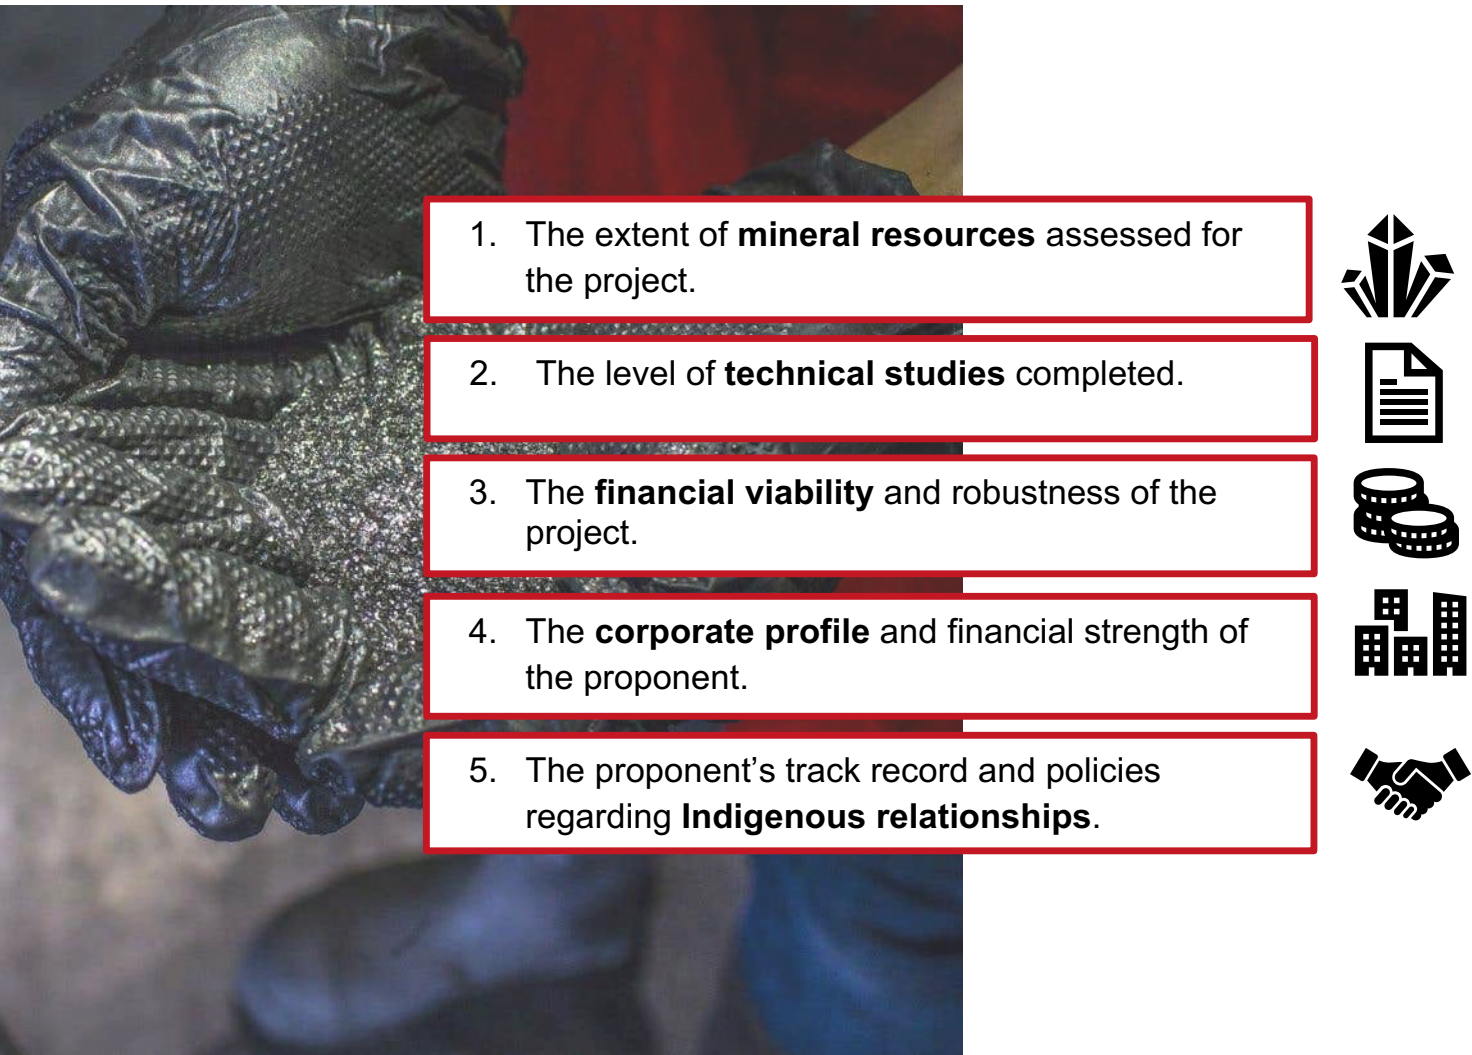 1. The extent of mineral resources assessed for
the project.
2. The level of technical studies completed.
3. The financial viability and robustness of the
project.
4. The corporate profile and financial strength of
the proponent.
5. The proponent’s track record and policies
regarding Indigenous relationships.